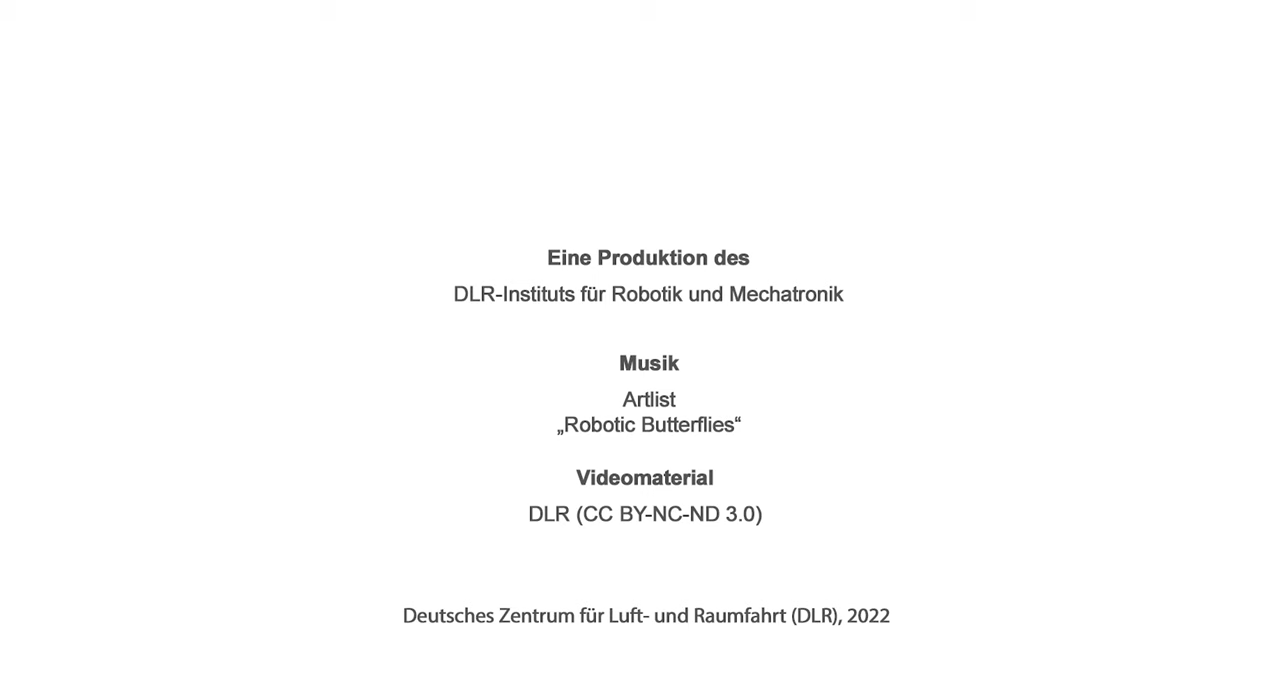 Eine Produktion des
DLR-Instituts für Robotik und Mechatronik
Musik
Artlist
„Robotic Butterflies“
Videomaterial
DLR (CC BY-NC-ND 3.0)
Deutsches Zentrum für Luft- und Raumfahrt (DLR), 2022